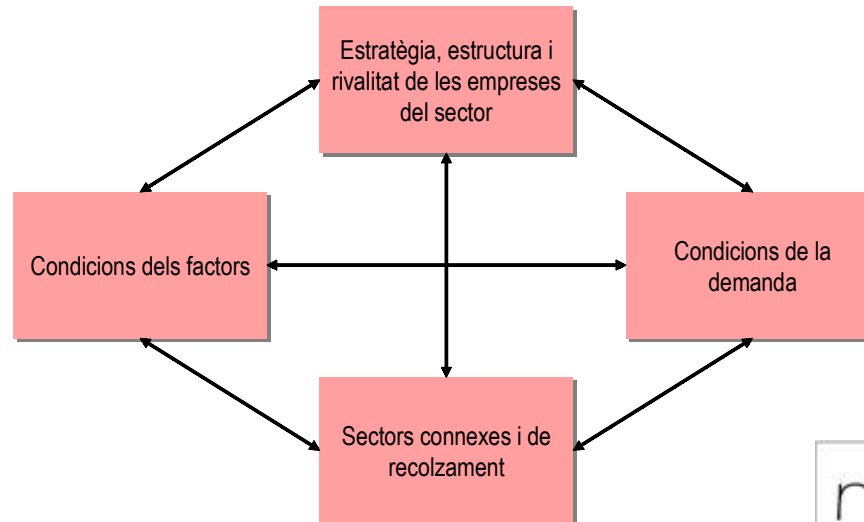 Estratègia, estructura i
rivalitat de les empreses
del sector
Condicions dels factors
Condicions de la
demanda
Sectors connexes i de
recolzament